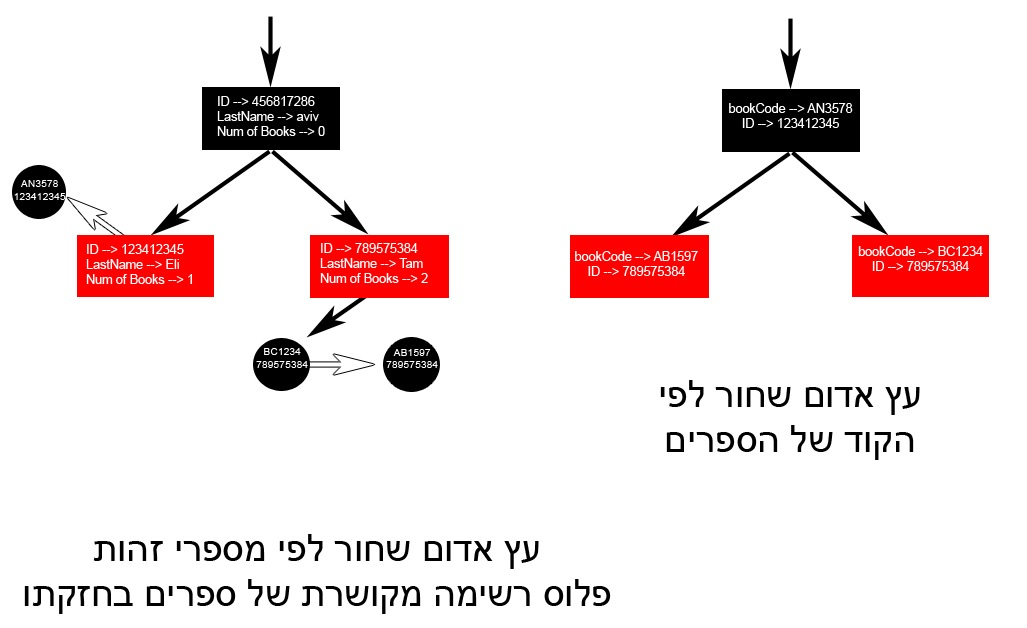 ID --> 456817286
LastName --> aviv
Num of Books --> 0
AN3578
123412345
ID --> 123412345
LastName --> Eli
Num of Books --> 1
ID --> 789575384
LastName --> Tam
Num of Books --> 2
BC1234
789575384
AB1597
789575384
bookCode --> AN3578
ID --> 123412345
bookCode --> AB1597
ID --> 789575384
bookCode --> BC1234
ID --> 789575384
עץ אדום שחור לפי
הקוד של הספרים
עץ אדום שחור לפי מספרי זהות
פלוס רשימה מקושרת של ספרים בחזקתו